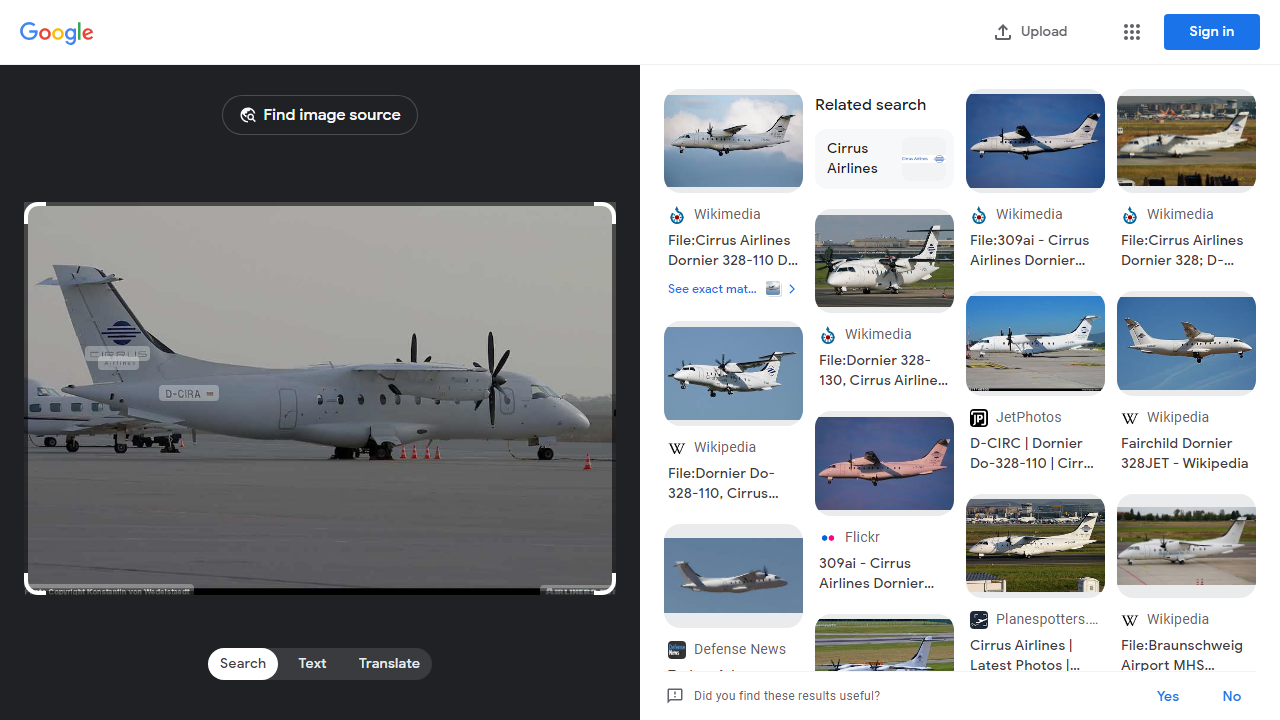 Google
Upload
Sign in
Find image source
CIRRUS
AIRLINES
D-CIRA
Copyright Konstantin von Wedelstaedt
AIRLINERS
Search
Text
Translate
Wikimedia
File:Cirrus Airlines
Dornier 328-110 D...
See exact mat...
Wikipedia
File:Dornier Do-
328-110, Cirrus...
Defense News
Related search
Cirrus
Airlines
Cirrus Airlines
Wikimedia
File:Dornier 328-
130, Cirrus Airline...
Flickr
309ai - Cirrus
Airlines Dornier...
Wikimedia
File:309ai - Cirrus
Airlines Dornier...
JetPhotos
D-CIRC | Dornier
Do-328-110 | Cirr...
Planespotters....
Cirrus Airlines |
Latest Photos |...
Wikimedia
File:Cirrus Airlines
Dornier 328; D-...
Wikipedia
Fairchild Dornier
328JET - Wikipedia
Wikipedia
File:Braunschweig
Airport MHS...
Did you find these results useful?
Yes
No